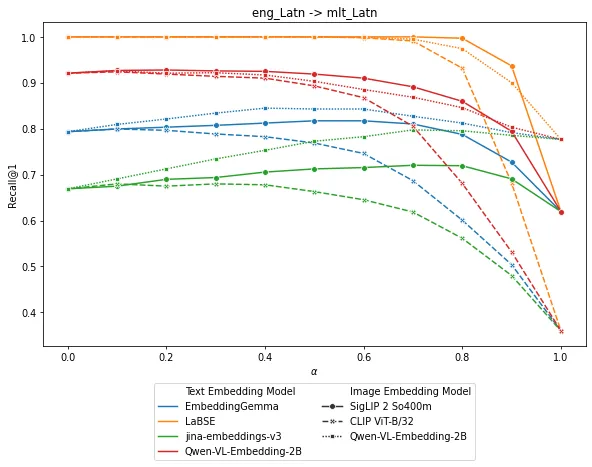 eng_Latn -> mlt_Latn
Recall@1
1.0
0.9
0.8
0.7
0.6
0.5
0.4
0.0 0.2 0.4 0.6 0.8 1.0
α
Text Embedding Model Image Embedding Model
EmbeddingGemma SigLIP 2 So400m
LaBSE CLIP ViT-B/32
jina-embeddings-v3 Qwen-VL-Embedding-2B
Qwen-VL-Embedding-2B